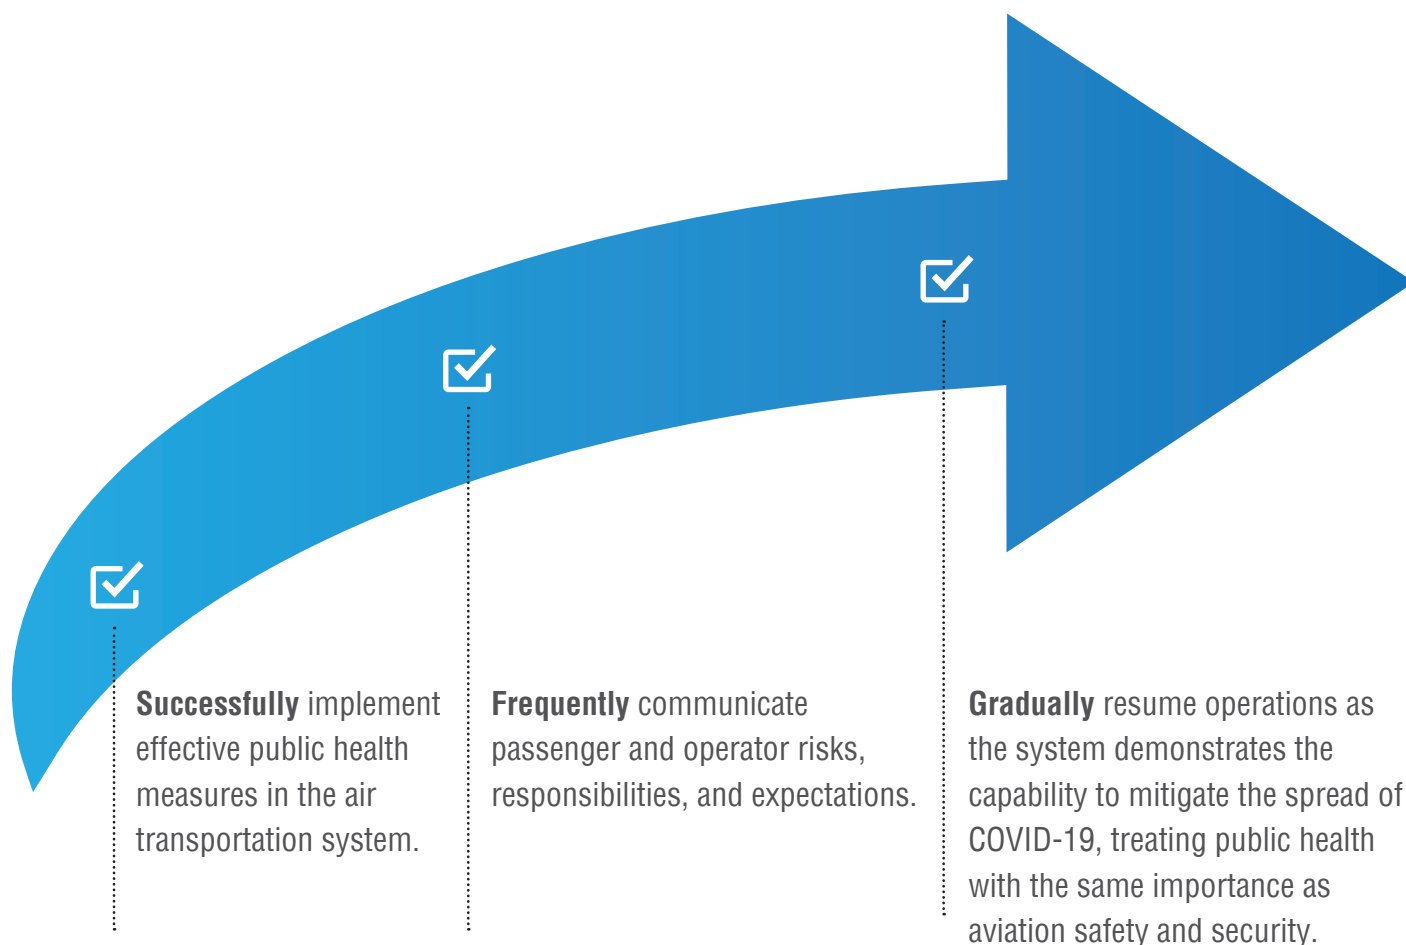 Successfully implement
effective public health
measures in the air
transportation system.
Frequently communicate
passenger and operator risks,
responsibilities, and expectations.
Gradually resume operations as
the system demonstrates the
capability to mitigate the spread of
COVID-19, treating public health
with the same importance as
aviation safety and security.